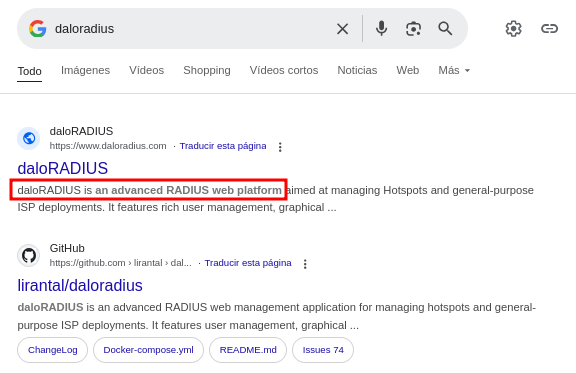 daloradius
Todo Imágenes Vídeos Shopping Vídeos cortos Noticias Web Más
daloRADIUS
https://www.daloradius.com · Traducir esta página
daloRADIUS
daloRADIUS is an advanced RADIUS web platform aimed at managing Hotspots and general-purpose
ISP deployments. It features rich user management, graphical ...
GitHub
https://github.com › lirantal › dal... · Traducir esta página
lirantal/daloradius
daloRADIUS is an advanced RADIUS web management application for managing hotspots and general-
purpose ISP deployments. It features user management, graphical ...
ChangeLog Docker-compose.yml README.md Issues 74